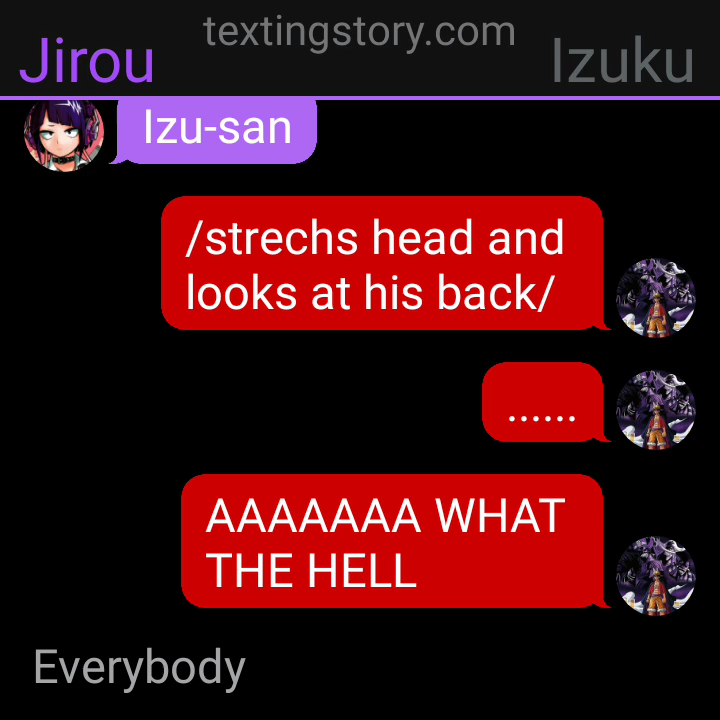 textingstory.com
Jirou
Izuku
Izu-san
/strechs head and
looks at his back/
......
AAAAAAA WHAT
THE HELL
Everybody